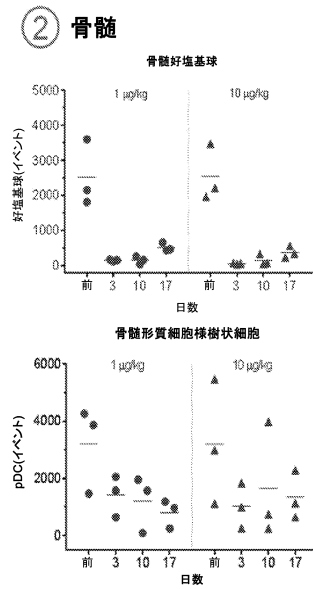 ② 骨髄
骨髄好塩基球
1 μg/kg 10 μg/kg
5000
4000
3000
2000
1000
0
好塩基球(イベント)
前 3 10 17 前 3 10 17
日数
骨髄形質細胞様樹状細胞
1 μg/kg 10 μg/kg
6000
4000
2000
0
pDC(イベント)
前 3 10 17 前 3 10 17
日数